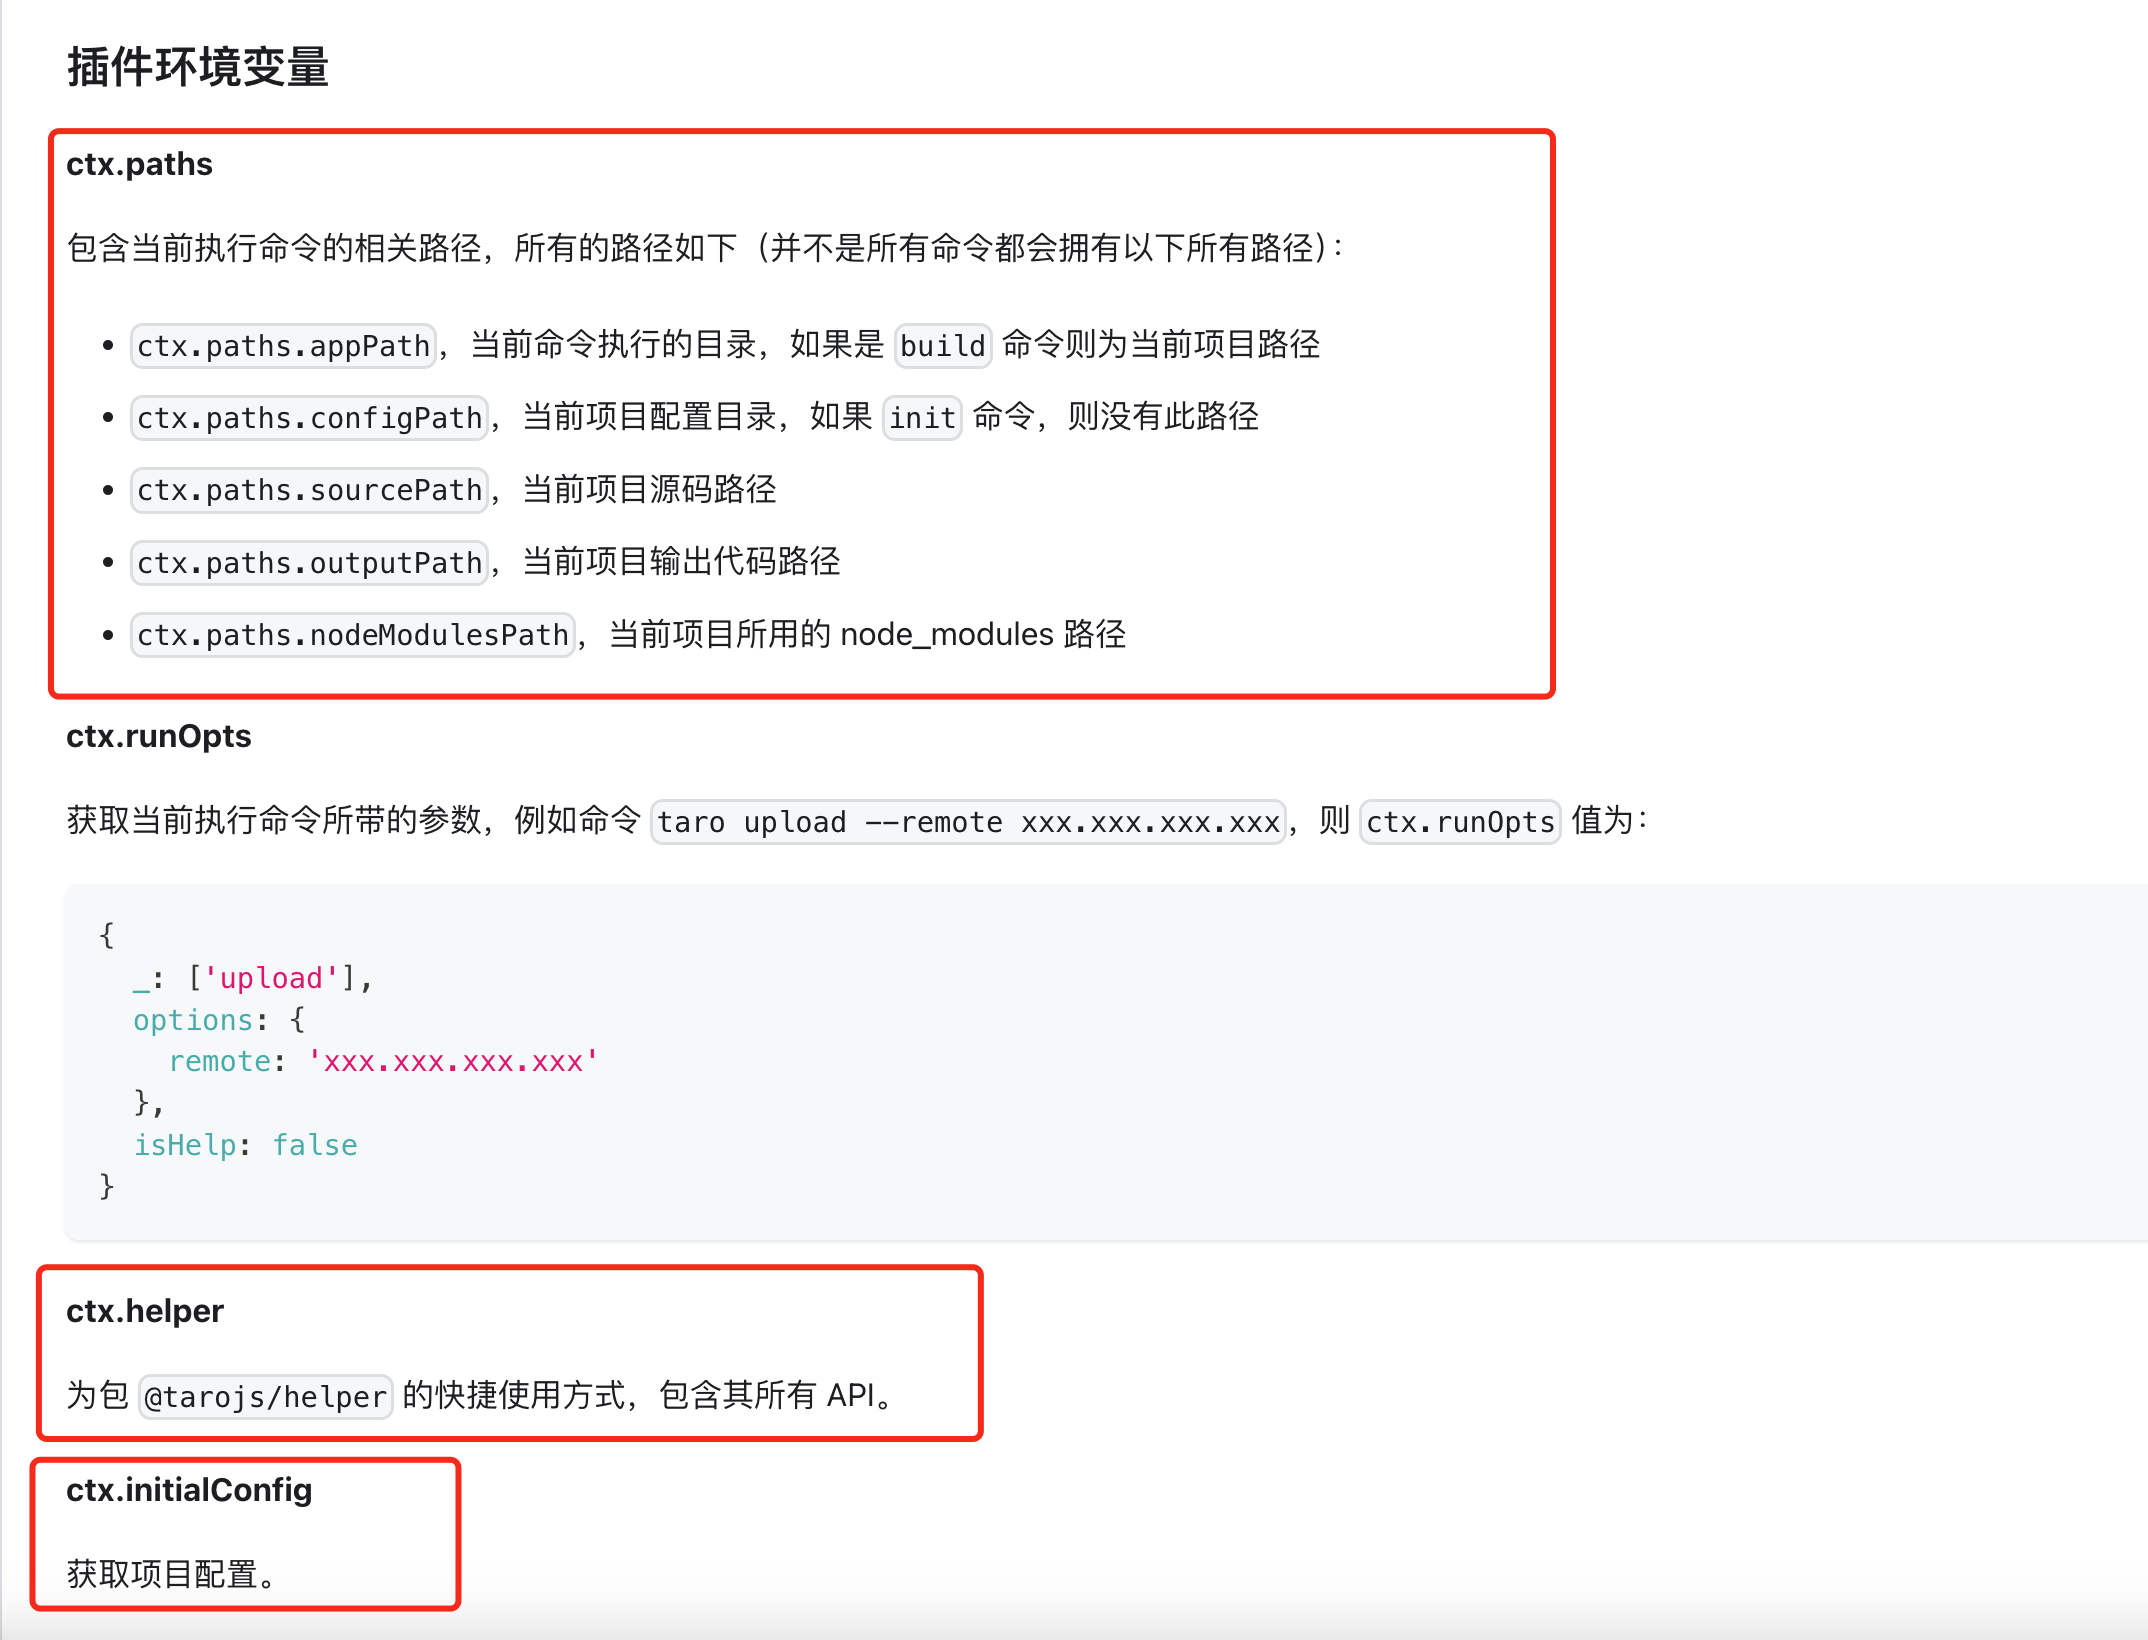 插件环境变量
ctx.paths
包含当前执行命令的相关路径，所有的路径如下（并不是所有命令都会拥有以下所有路径）：
• ctx.paths.appPath，当前命令执行的目录，如果是 build 命令则为当前项目路径
• ctx.paths.configPath，当前项目配置目录，如果 init 命令，则没有此路径
• ctx.paths.sourcePath，当前项目源码路径
• ctx.paths.outputPath，当前项目输出代码路径
• ctx.paths.nodeModulesPath，当前项目所用的 node_modules 路径
ctx.runOpts
获取当前执行命令所带的参数，例如命令 taro upload --remote xxx.xxx.xxx.xxx，则 ctx.runOpts 值为：
{
  _: ['upload'],
  options: {
    remote: 'xxx.xxx.xxx.xxx'
  },
  isHelp: false
}
ctx.helper
为包 @tarojs/helper 的快捷使用方式，包含其所有 API。
ctx.initialConfig
获取项目配置。